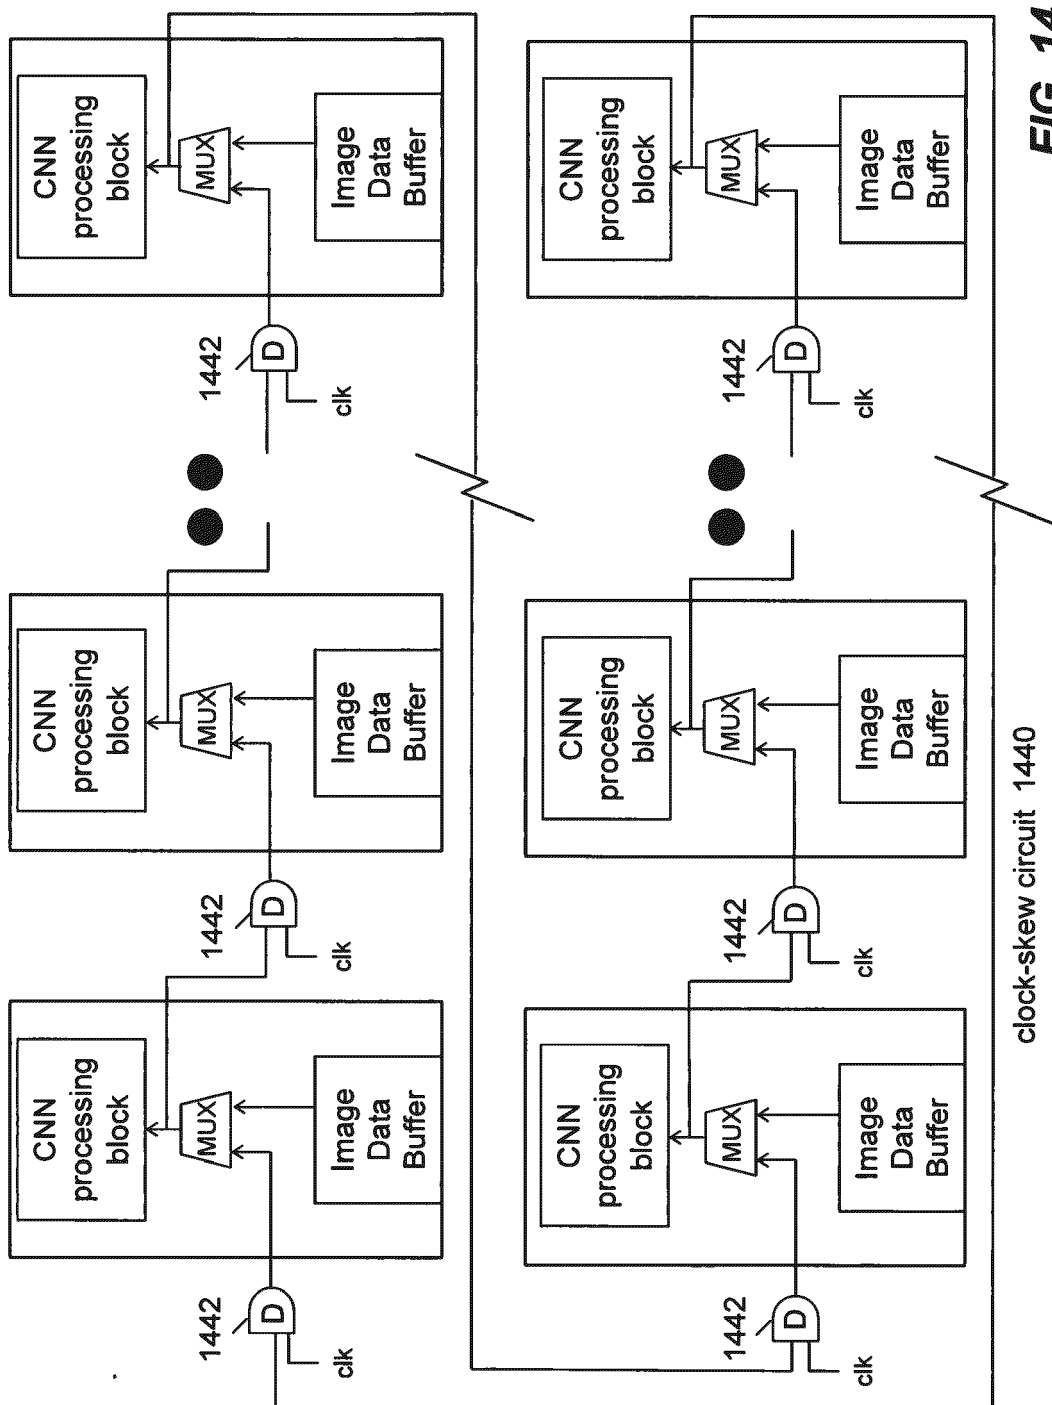 CNN
processing
block
MUX
Image
Data
Buffer
1442
D
clk
CNN
processing
block
MUX
Image
Data
Buffer
1442
D
clk
CNN
processing
block
MUX
Image
Data
Buffer
1442
D
clk
CNN
processing
block
MUX
Image
Data
Buffer
1442
D
clk
CNN
processing
block
MUX
Image
Data
Buffer
1442
D
clk
CNN
processing
block
MUX
Image
Data
Buffer
1442
D
clk
clock-skew circuit 1440
FIG 14